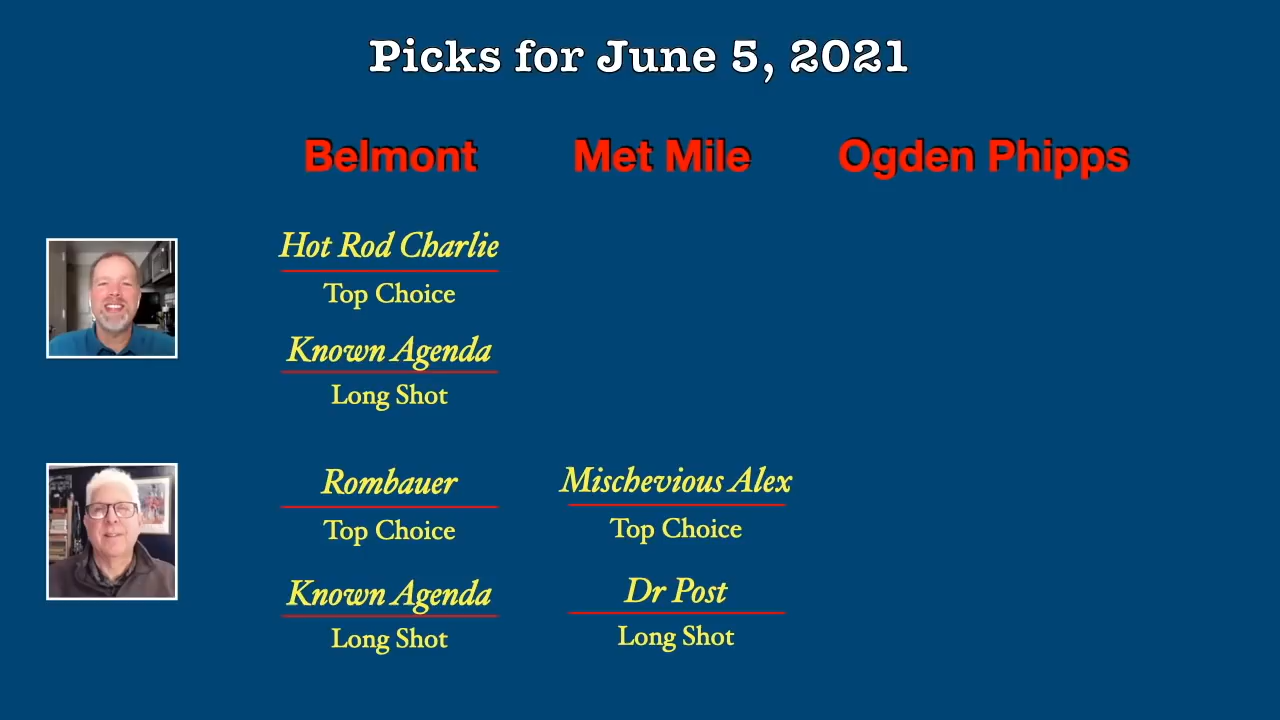 Picks for June 5, 2021
Belmont Met Mile Ogden Phipps
Hot Rod Charlie
Top Choice
Known Agenda
Long Shot
Rombauer Mischevious Alex
Top Choice Top Choice
Known Agenda Dr Post
Long Shot Long Shot